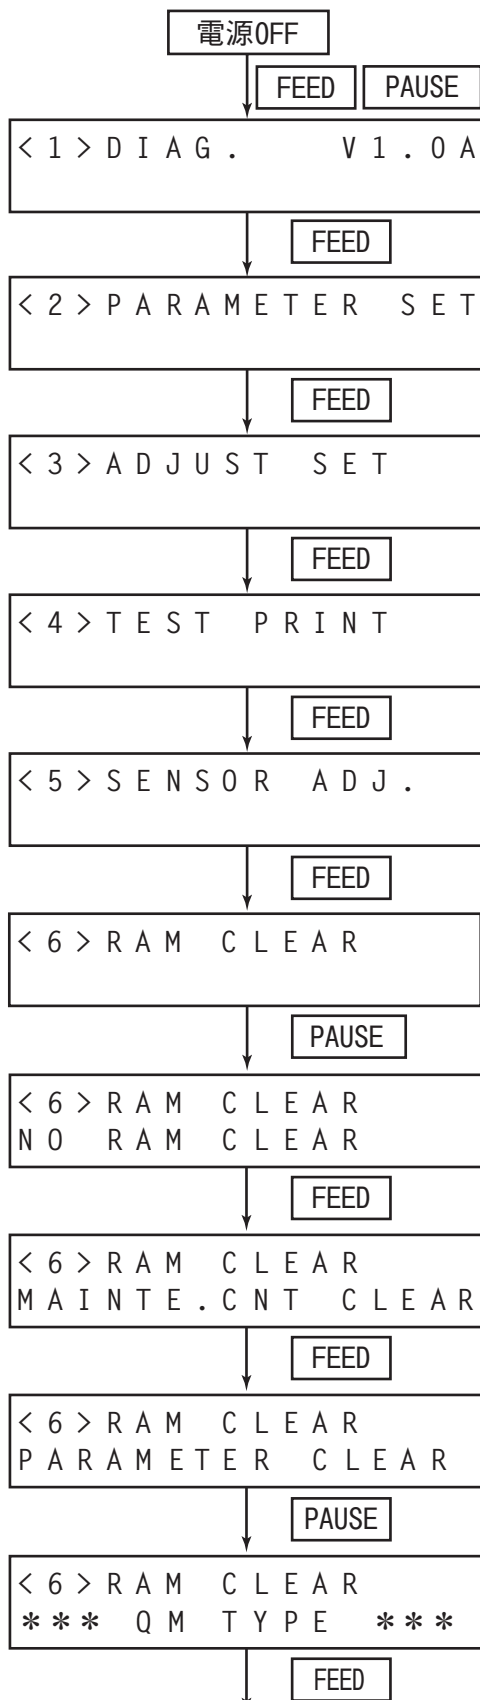 電源OFF
FEED PAUSE
<1>DIAG. V1.0A
FEED
<2>PARAMETER SET
FEED
<3>ADJUST SET
FEED
<4>TEST PRINT
FEED
<5>SENSOR ADJ.
FEED
<6>RAM CLEAR
PAUSE
<6>RAM CLEAR
NO RAM CLEAR
FEED
<6>RAM CLEAR
MAINTE.CNT CLEAR
FEED
<6>RAM CLEAR
PARAMETER CLEAR
PAUSE
<6>RAM CLEAR
*** QM TYPE ***
FEED